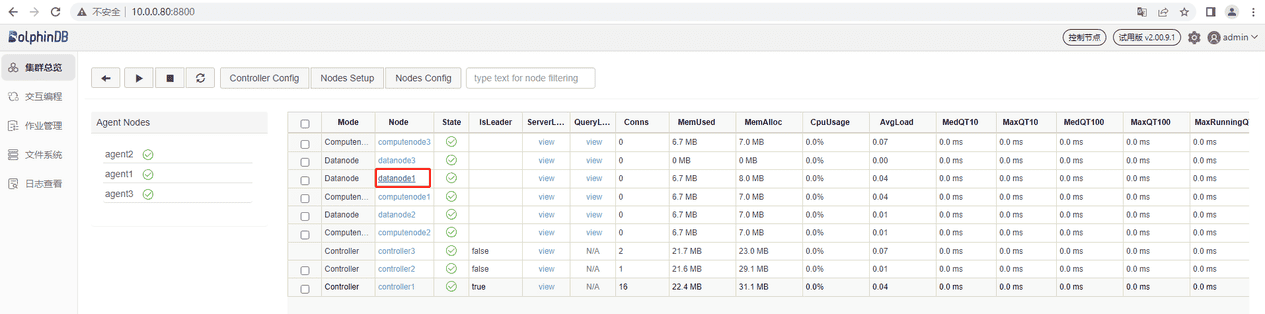 不安全 | 10.0.0.80:8800
DolphinDB 控制节点 试用版 v2.00.9.1 admin
集群总览
交互编程
作业管理
文件系统
日志查看
Controller Config Nodes Setup Nodes Config type text for node filtering
Agent Nodes
agent2
agent1
agent3
Mode Node State IsLeader ServerL... QueryL... Conns MemUsed MemAlloc CpuUsage AvgLoad MedQT10 MaxQT10 MedQT100 MaxQT100 MaxRunningQ
Computen... computenode3 view view 0 6.7 MB 7.0 MB 0.0% 0.07 0.0 ms 0.0 ms 0.0 ms 0.0 ms 0.0 ms
Datanode datanode3 view view 0 0 MB 0 MB 0.0% 0.00 0.0 ms 0.0 ms 0.0 ms 0.0 ms 0.0 ms
Datanode datanode1 view view 0 6.7 MB 8.0 MB 0.0% 0.04 0.0 ms 0.0 ms 0.0 ms 0.0 ms 0.0 ms
Computen... computenode1 view view 0 6.7 MB 7.0 MB 0.0% 0.04 0.0 ms 0.0 ms 0.0 ms 0.0 ms 0.0 ms
Datanode datanode2 view view 0 6.7 MB 7.0 MB 0.0% 0.01 0.0 ms 0.0 ms 0.0 ms 0.0 ms 0.0 ms
Computen... computenode2 view view 0 6.7 MB 7.0 MB 0.0% 0.01 0.0 ms 0.0 ms 0.0 ms 0.0 ms 0.0 ms
Controller controller3 false view N/A 2 21.7 MB 23.0 MB 0.0% 0.07 0.0 ms 0.0 ms 0.0 ms 0.0 ms 0.0 ms
Controller controller2 false view N/A 1 21.6 MB 29.1 MB 0.0% 0.01 0.0 ms 0.0 ms 0.0 ms 0.0 ms 0.0 ms
Controller controller1 true view N/A 16 22.4 MB 31.1 MB 0.0% 0.04 0.0 ms 0.0 ms 0.0 ms 0.0 ms 0.0 ms